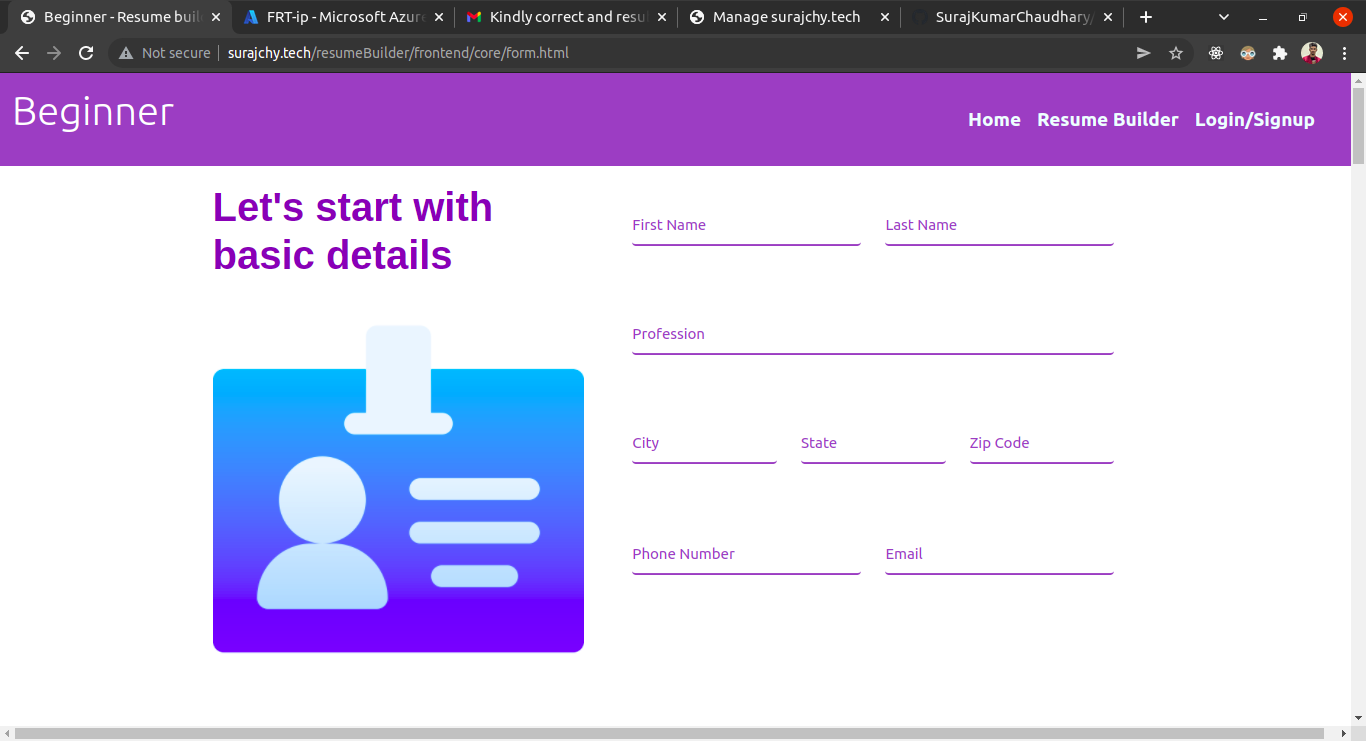 Beginner - Resume buil
FRT-ip - Microsoft Azure
Kindly correct and resu
Manage surajchy.tech
SurajKumarChaudhary/
Not secure
surajchy.tech/resumeBuilder/frontend/core/form.html
Beginner
Home
Resume Builder
Login/Signup
Let's start with
basic details
First Name
Last Name
Profession
City
State
Zip Code
Phone Number
Email